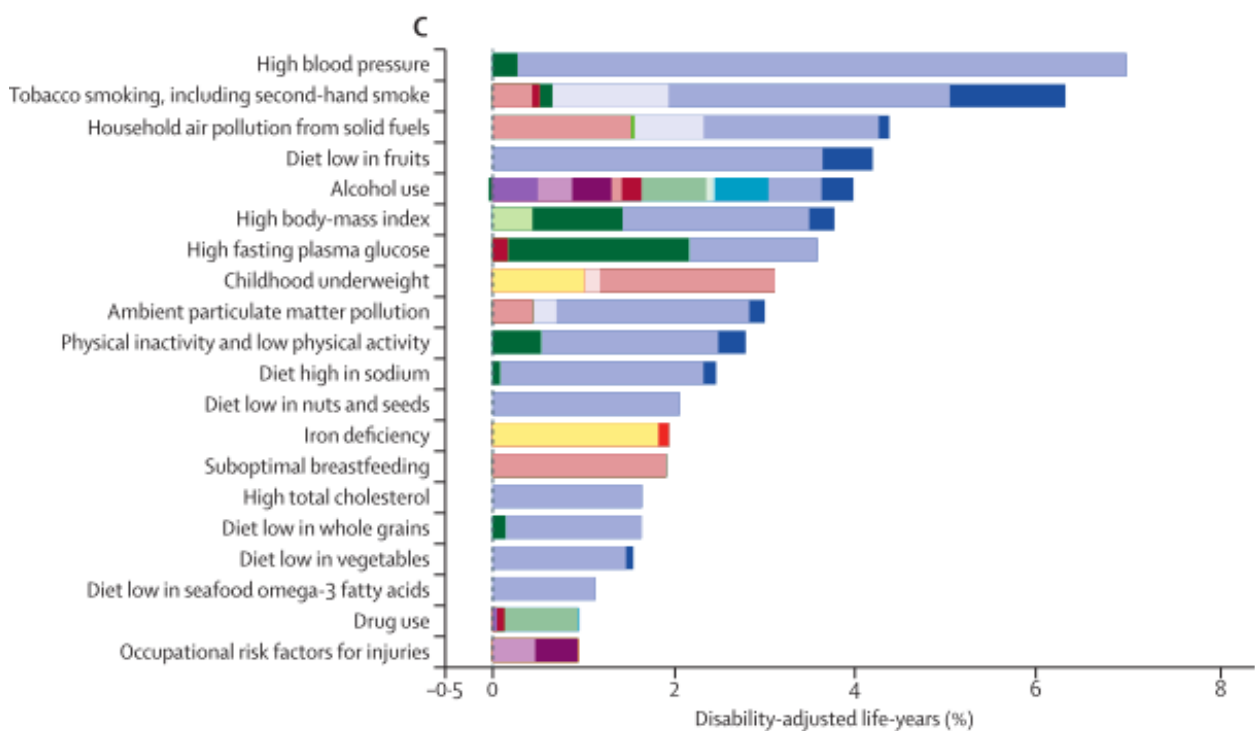 C
High blood pressure
Tobacco smoking, including second-hand smoke
Household air pollution from solid fuels
Diet low in fruits
Alcohol use
High body-mass index
High fasting plasma glucose
Childhood underweight
Ambient particulate matter pollution
Physical inactivity and low physical activity
Diet high in sodium
Diet low in nuts and seeds
Iron deficiency
Suboptimal breastfeeding
High total cholesterol
Diet low in whole grains
Diet low in vegetables
Diet low in seafood omega-3 fatty acids
Drug use
Occupational risk factors for injuries
–0·5 0 2 4 6 8
Disability-adjusted life-years (%)